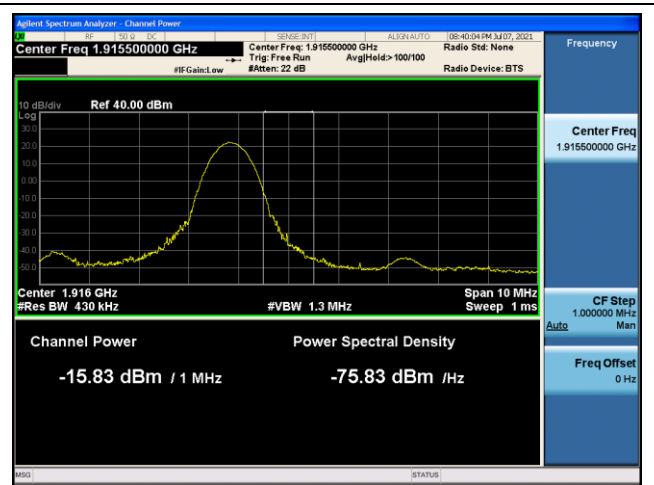 Agilent Spectrum Analyzer - Channel Power
RF 50 Ω DC SENSE:INT ALIGN AUTO 08:40:04 PM Jul 07, 2021
Center Freq 1.915500000 GHz Center Freq: 1.915500000 GHz Radio Std: None
Trig: Free Run Avg|Hold:> 100/100
#IFGain:Low #Atten: 22 dB Radio Device: BTS
10 dB/div Ref 40.00 dBm
Log
30.0
20.0
10.0
0.00
-10.0
-20.0
-30.0
-40.0
-50.0
Center 1.916 GHz Span 10 MHz
#Res BW 430 kHz #VBW 1.3 MHz Sweep 1 ms
Channel Power Power Spectral Density
-15.83 dBm / 1 MHz -75.83 dBm /Hz
MSG STATUS
Frequency
Center Freq
1.915500000 GHz
CF Step
1.000000 MHz
Auto Man
Freq Offset
0 Hz